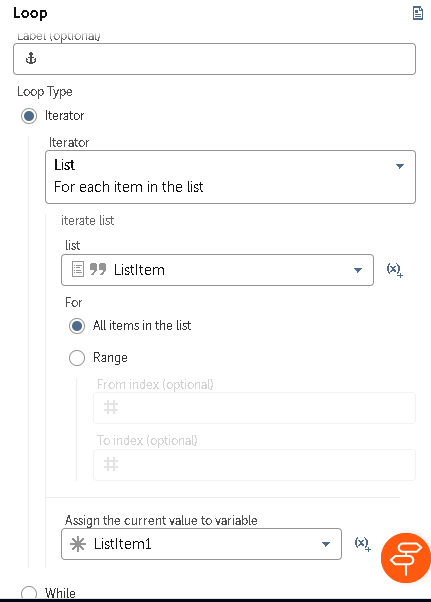 Loop
Label (optional)
Loop Type
Iterator
Iterator
List
For each item in the list
iterate list
list
ListItem
(x)+
For
All items in the list
Range
From index (optional)
#
To index (optional)
#
Assign the current value to variable
ListItem1
(x)+
While